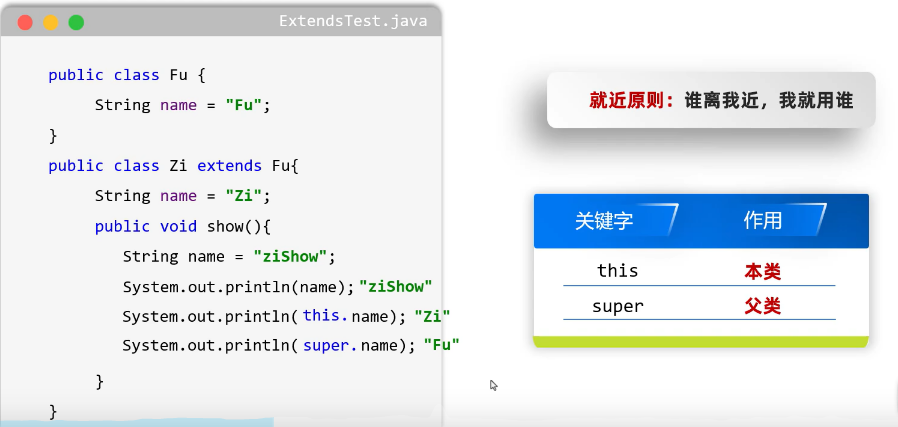 ExtendsTest.java
public class Fu {
String name = "Fu";
}
public class Zi extends Fu{
String name = "Zi";
public void show(){
String name = "ziShow";
System.out.println(name); "ziShow"
System.out.println( this. name); "Zi"
System.out.println( super. name); "Fu"
}
}
就近原则：谁离我近，我就用谁
关键字 作用
this 本类
super 父类